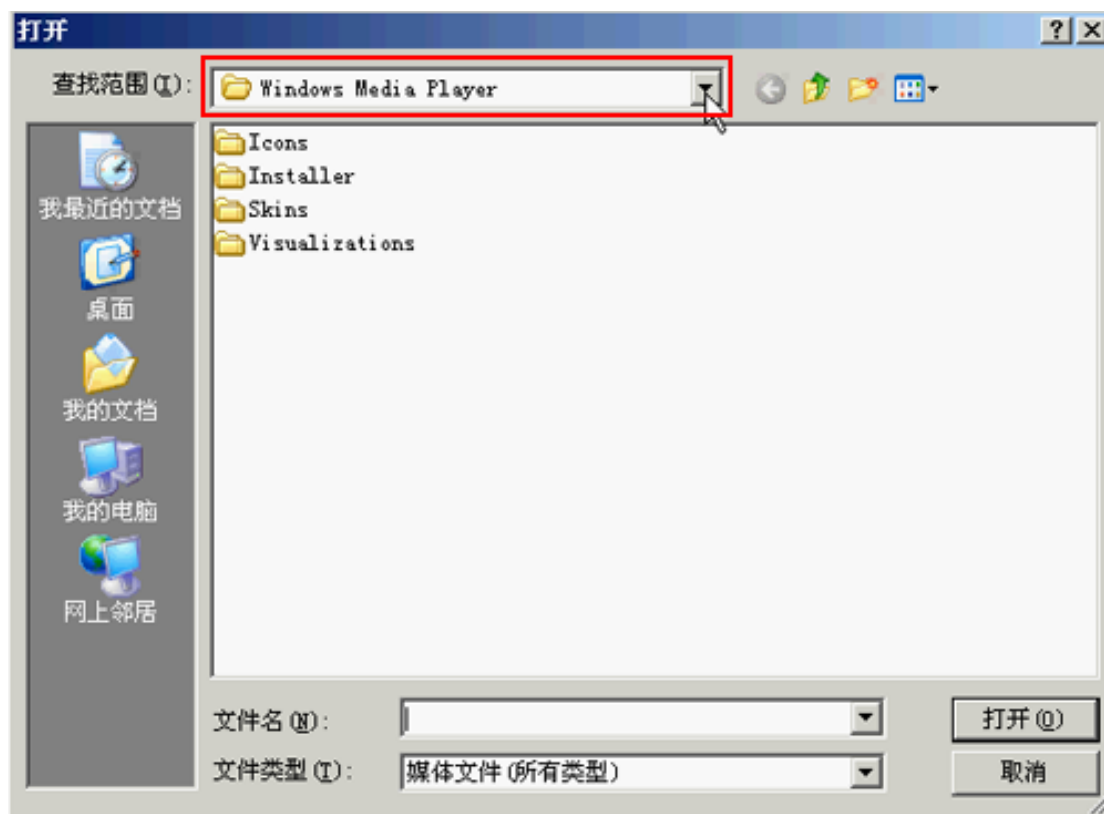 打开
查找范围(I): Windows Media Player
Icons
Installer
Skins
Visualizations
我最近的文档
桌面
我的文档
我的电脑
网上邻居
文件名(N): 打开(O)
文件类型(T): 媒体文件(所有类型) 取消